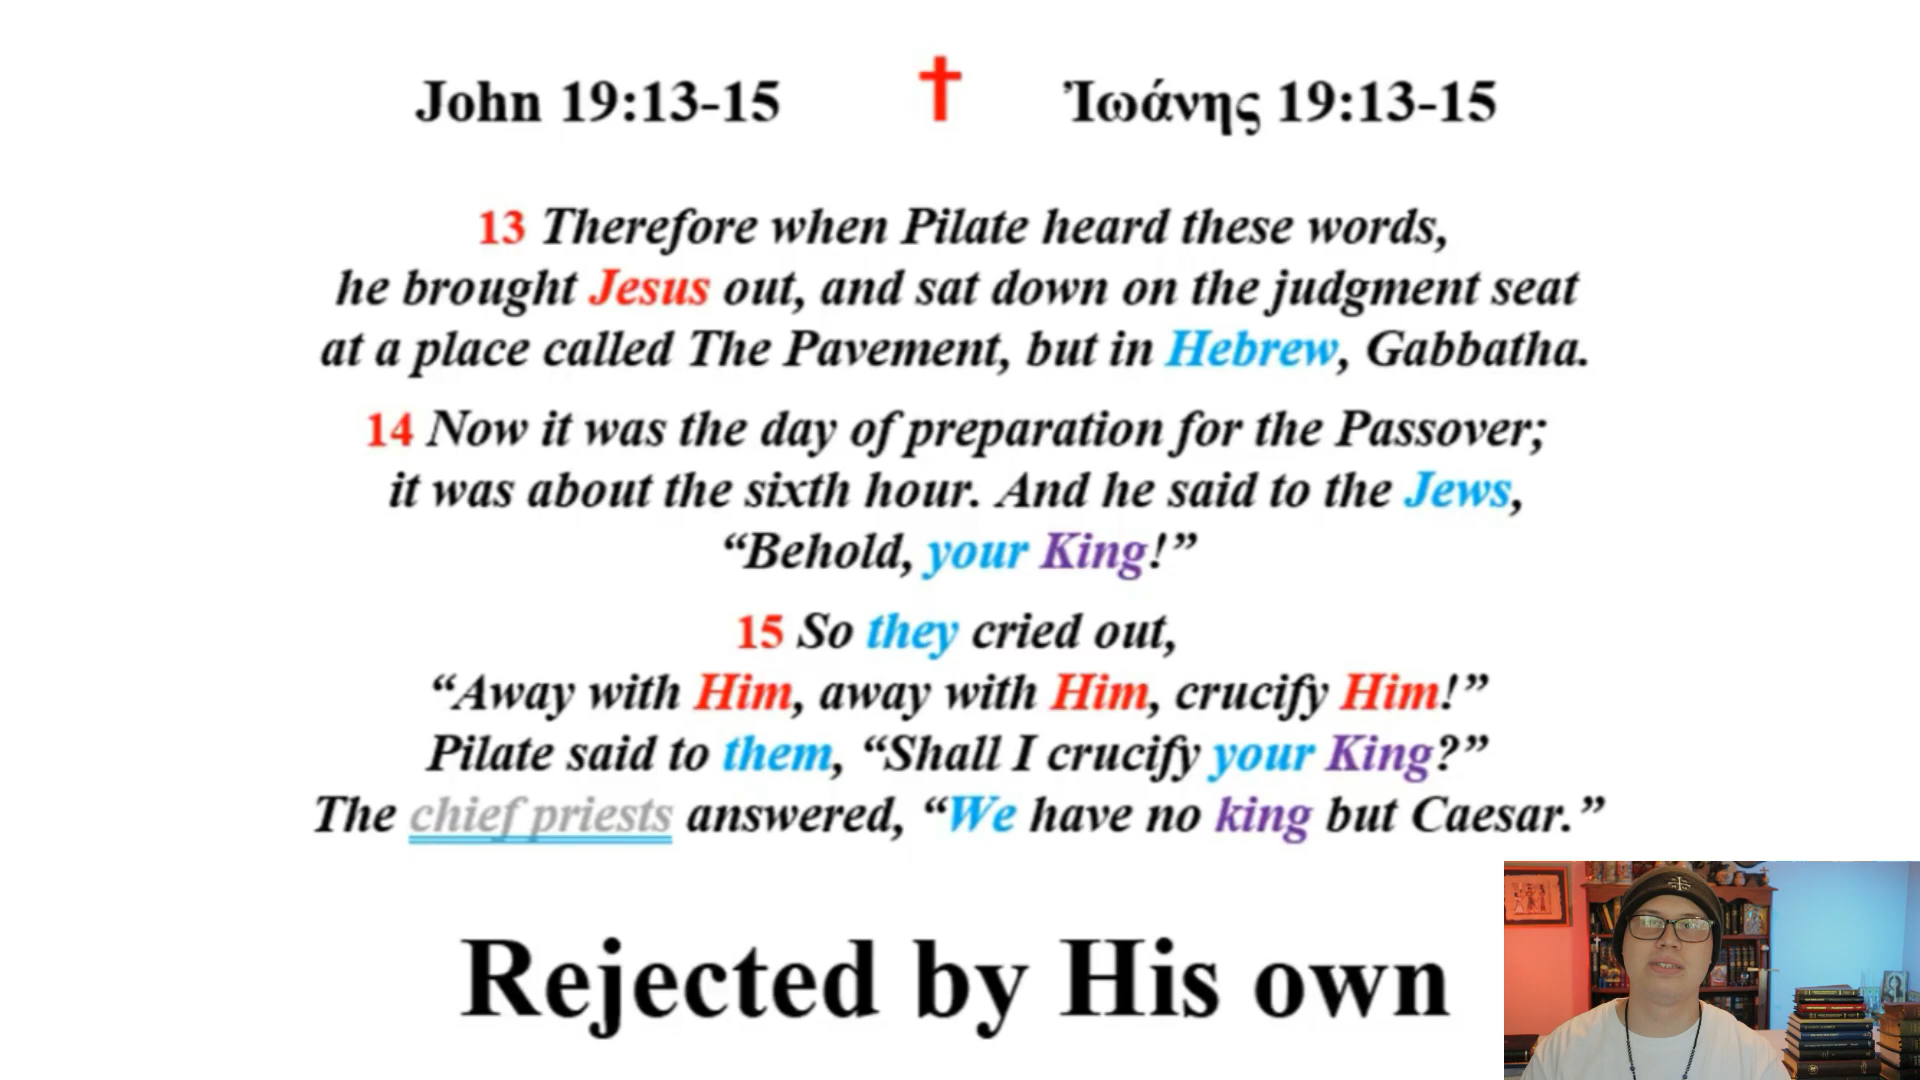 John 19:13-15 ✝ Ἰωάνης 19:13-15
13 Therefore when Pilate heard these words,
he brought Jesus out, and sat down on the judgment seat
at a place called The Pavement, but in Hebrew, Gabbatha.
14 Now it was the day of preparation for the Passover;
it was about the sixth hour. And he said to the Jews,
“Behold, your King!”
15 So they cried out,
“Away with Him, away with Him, crucify Him!”
Pilate said to them, “Shall I crucify your King?”
The chief priests answered, “We have no king but Caesar.”
Rejected by His own